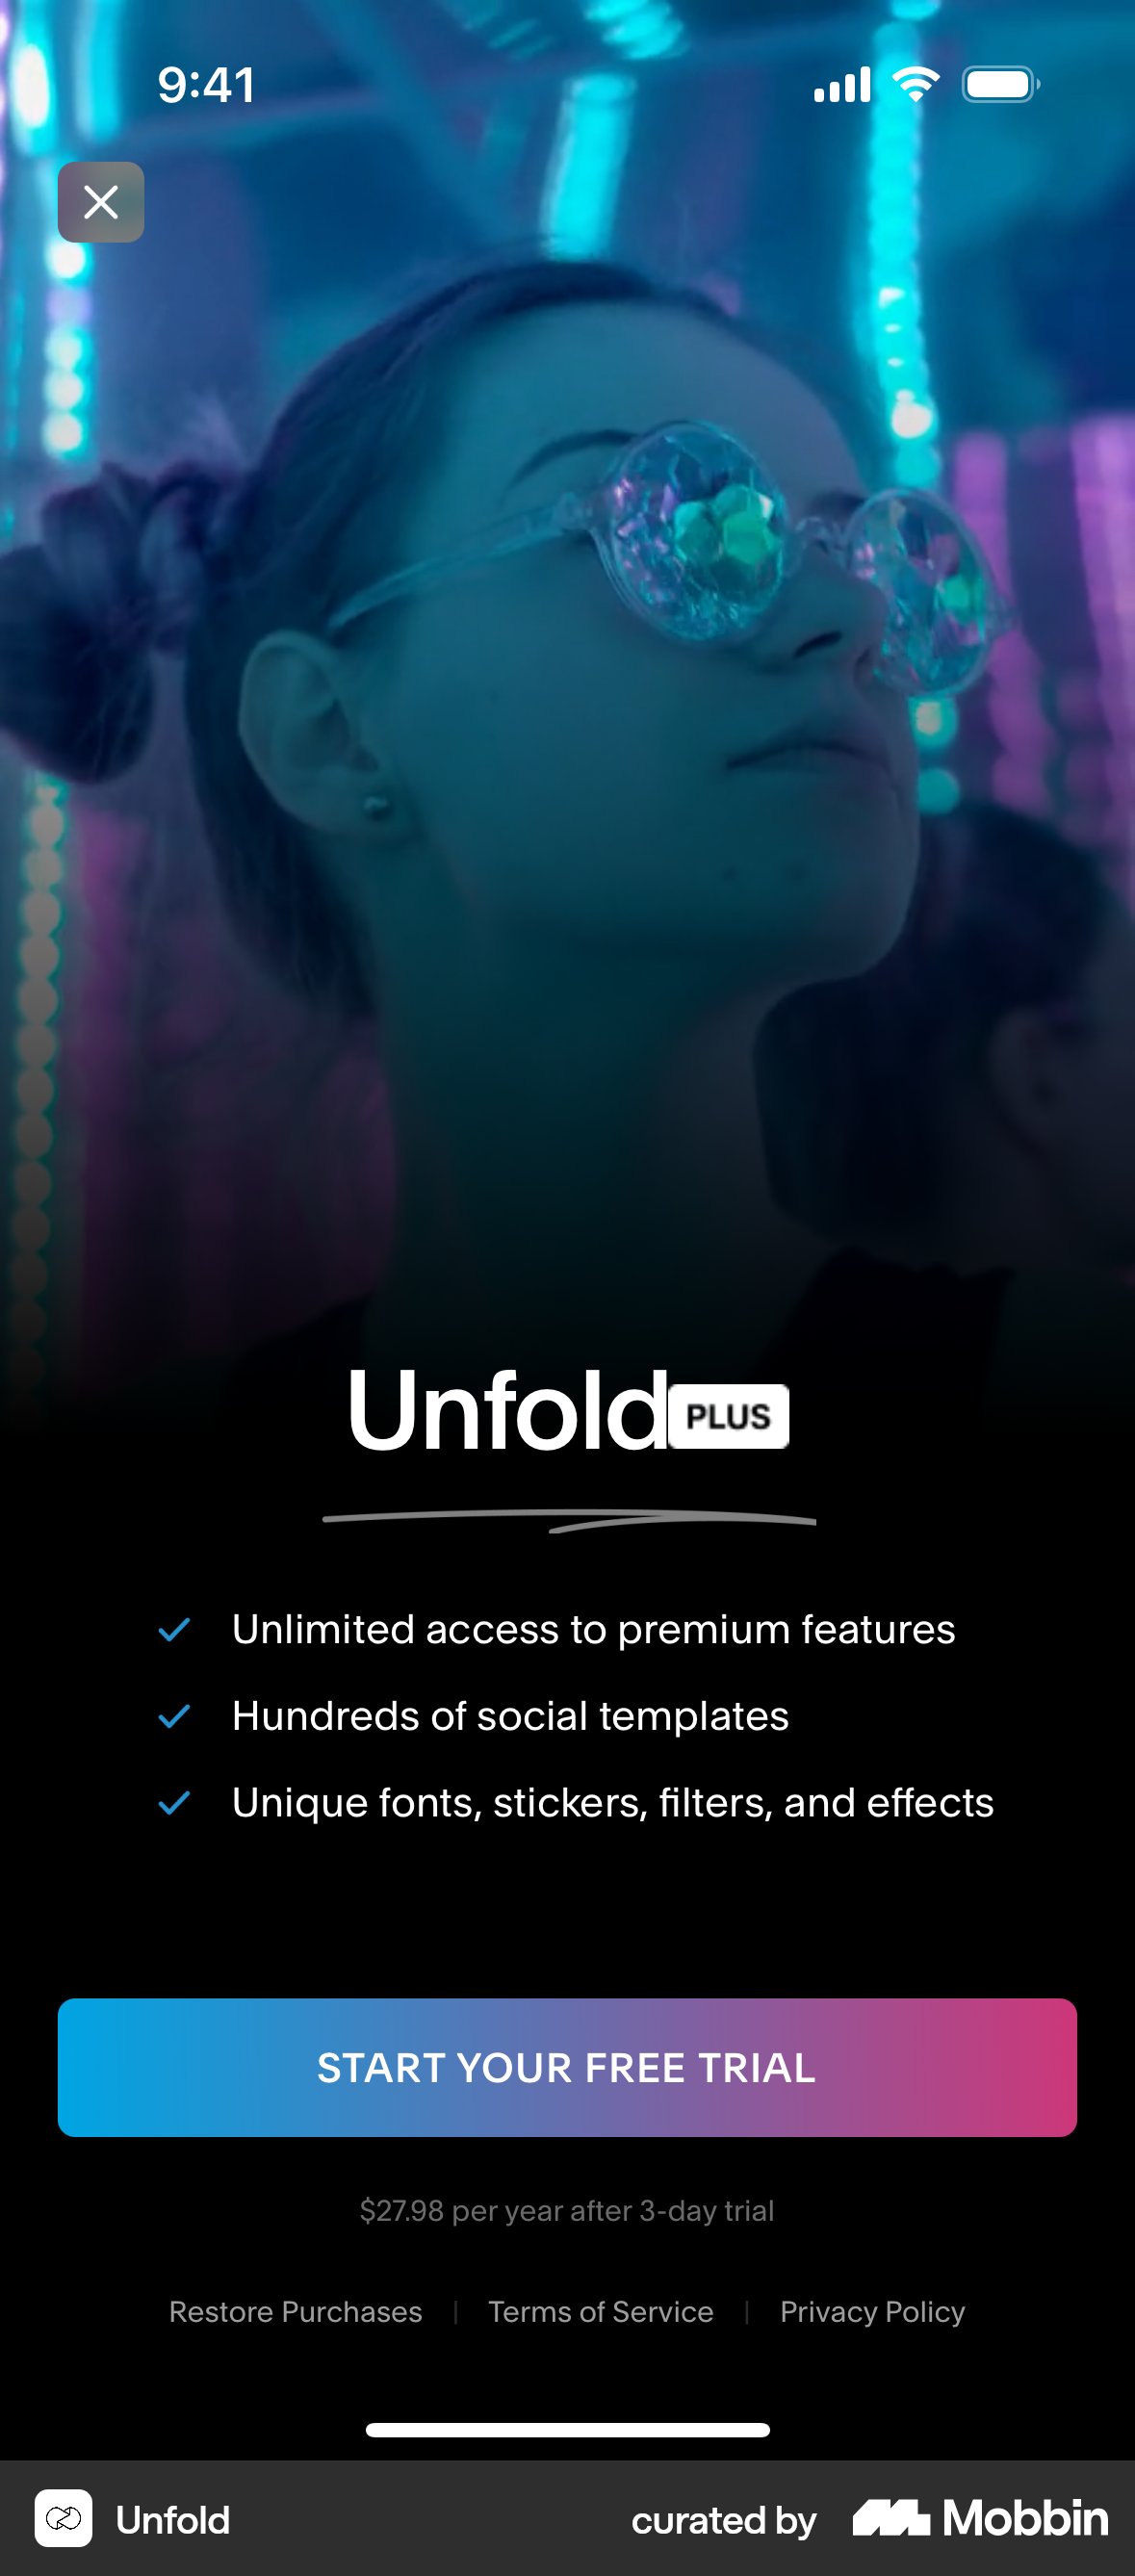 9:41
Unfold PLUS
Unlimited access to premium features
Hundreds of social templates
Unique fonts, stickers, filters, and effects
START YOUR FREE TRIAL
$27.98 per year after 3-day trial
Restore Purchases | Terms of Service | Privacy Policy
Unfold curated by Mobbin